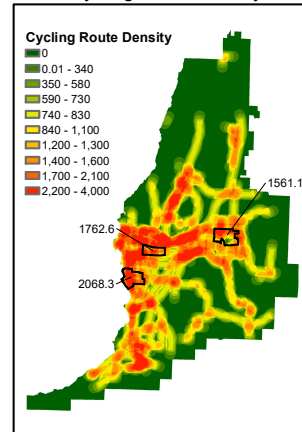 Cycling Route Density
0
0.01 - 340
350 - 580
590 - 730
740 - 830
840 - 1,100
1,200 - 1,300
1,400 - 1,600
1,700 - 2,100
2,200 - 4,000
1561.1
1762.6
2068.3